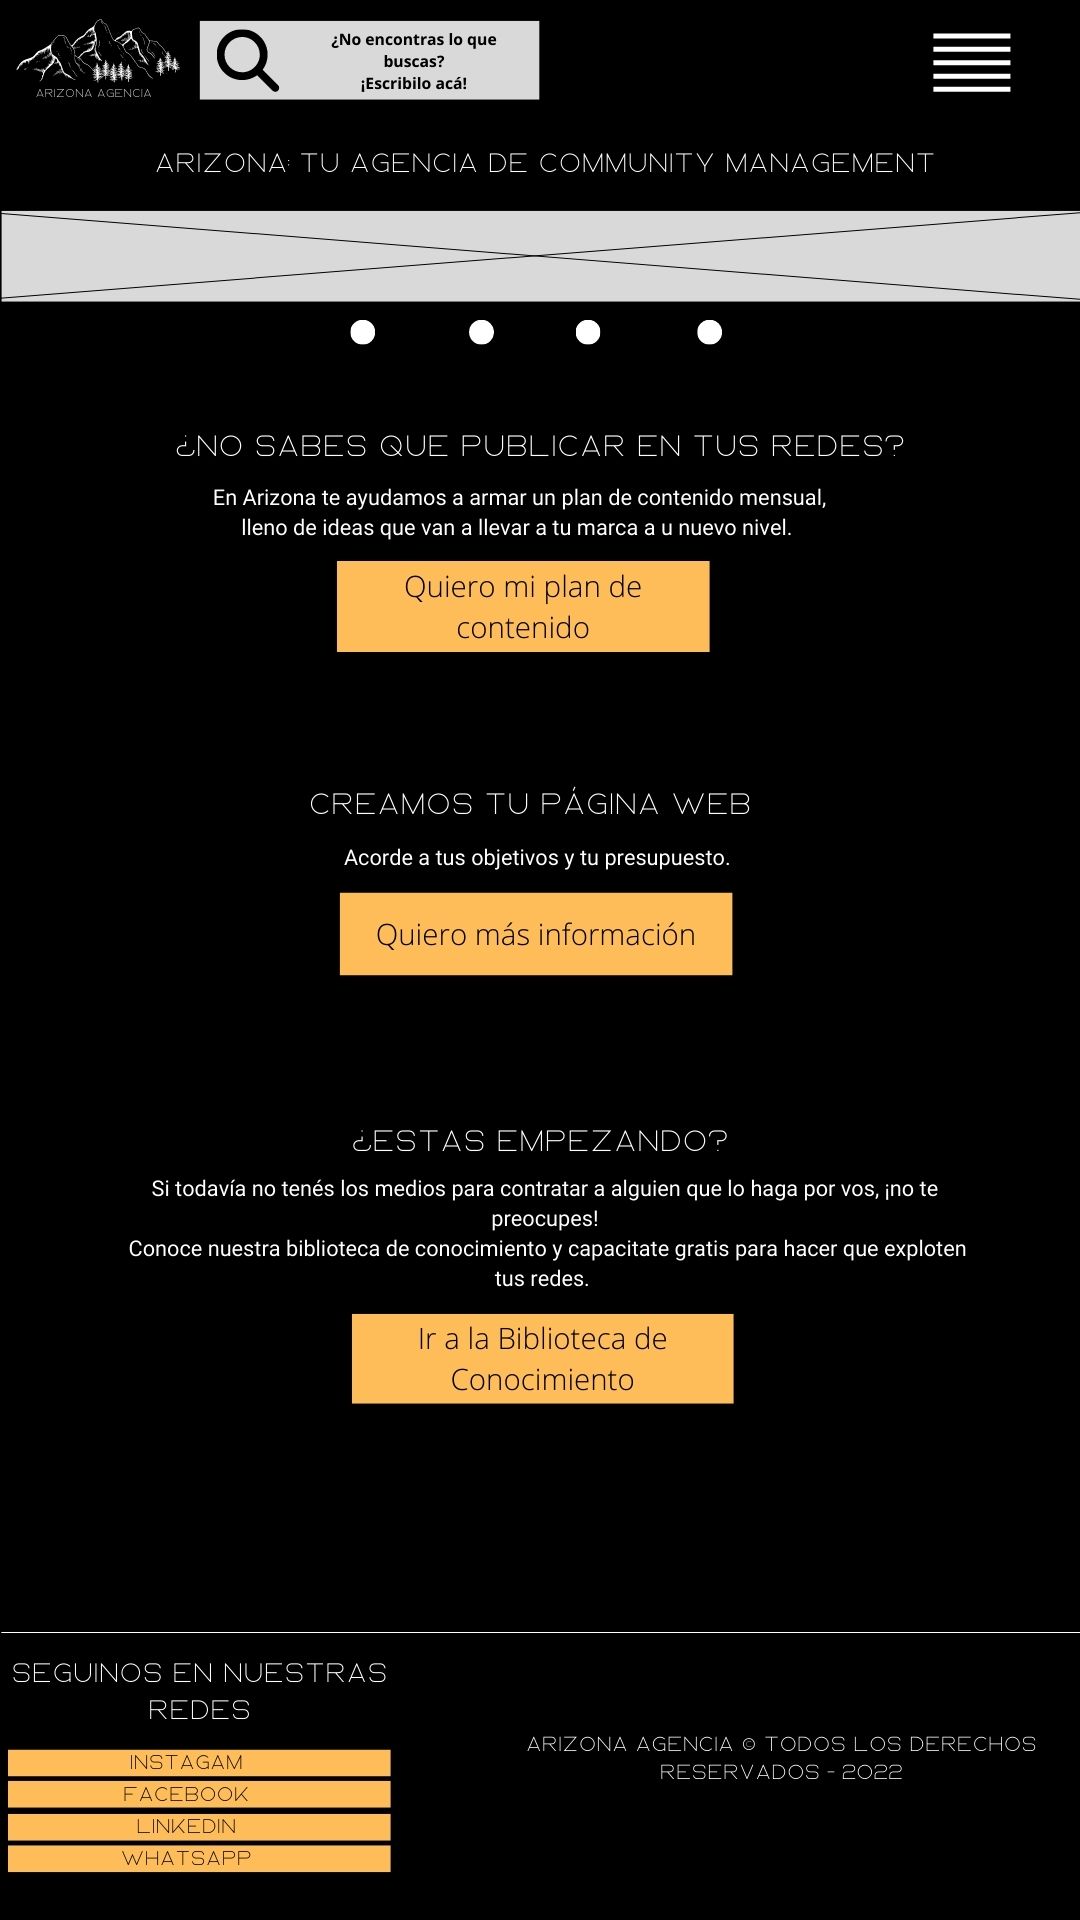 ARIZONA AGENCIA
¿No encontras lo que
buscas?
¡Escribilo acá!
ARIZONA: TU AGENCIA DE COMMUNITY MANAGEMENT
¿NO SABES QUE PUBLICAR EN TUS REDES?
En Arizona te ayudamos a armar un plan de contenido mensual,
lleno de ideas que van a llevar a tu marca a u nuevo nivel.
Quiero mi plan de
contenido
CREAMOS TU PÁGINA WEB
Acorde a tus objetivos y tu presupuesto.
Quiero más información
¿ESTAS EMPEZANDO?
Si todavía no tenés los medios para contratar a alguien que lo haga por vos, ¡no te
preocupes!
Conoce nuestra biblioteca de conocimiento y capacitate gratis para hacer que exploten
tus redes.
Ir a la Biblioteca de
Conocimiento
SEGUINOS EN NUESTRAS
REDES
INSTAGAM
FACEBOOK
LINKEDIN
WHATSAPP
ARIZONA AGENCIA © TODOS LOS DERECHOS
RESERVADOS - 2022